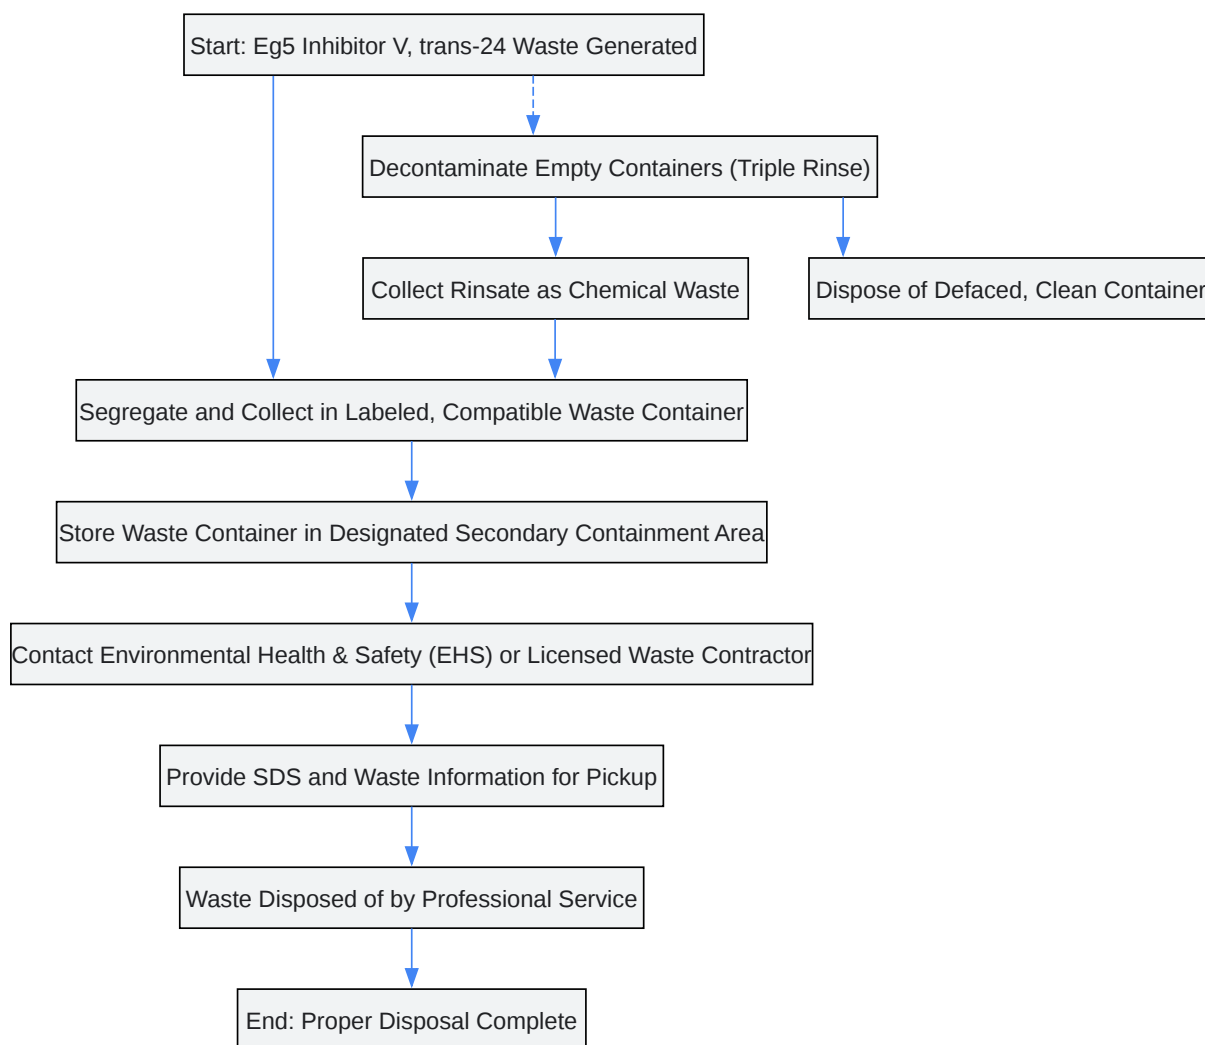 Start: Eg5 Inhibitor V, trans-24 Waste Generated
Decontaminate Empty Containers (Triple Rinse)
Collect Rinsate as Chemical Waste
Dispose of Defaced, Clean Container
Segregate and Collect in Labeled, Compatible Waste Container
Store Waste Container in Designated Secondary Containment Area
Contact Environmental Health & Safety (EHS) or Licensed Waste Contractor
Provide SDS and Waste Information for Pickup
Waste Disposed of by Professional Service
End: Proper Disposal Complete